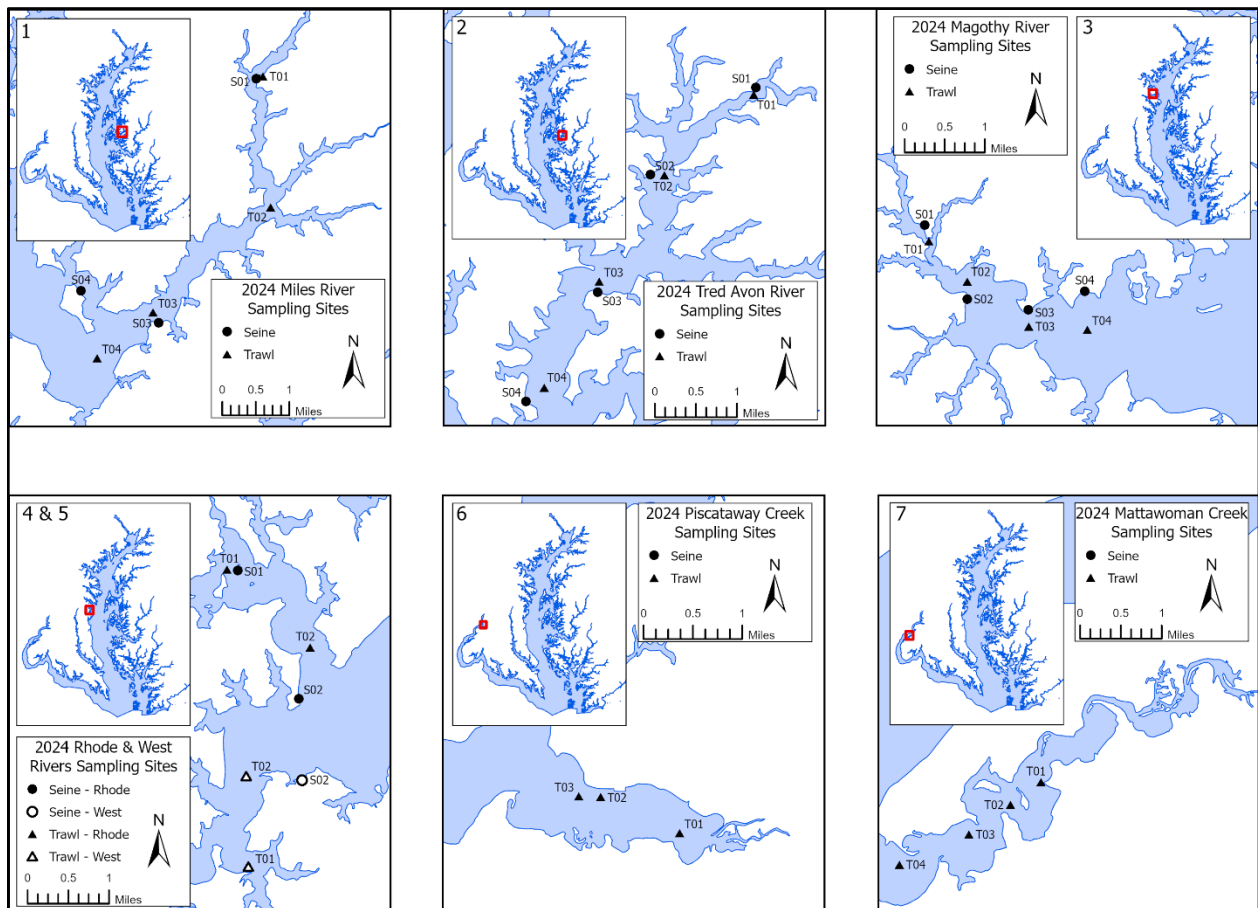 1
S01
T01
T02
S04
T03
S03
T04
2024 Miles River
Sampling Sites
Seine
Trawl
N
0 0.5 1
Miles
2
S01
T01
S02
T02
T03
S03
T04
S04
2024 Tred Avon River
Sampling Sites
Seine
Trawl
N
0 0.5 1
Miles
2024 Magothy River
Sampling Sites
Seine
Trawl
N
0 0.5 1
Miles
3
S01
T01
T02
S02
S04
S03
T03
T04
4 & 5
T01
S01
T02
S02
T02
S02
T01
2024 Rhode & West
Rivers Sampling Sites
Seine - Rhode
Seine - West
Trawl - Rhode
Trawl - West
N
0 0.5 1
Miles
6
2024 Piscataway Creek
Sampling Sites
Seine
Trawl
N
0 0.5 1
Miles
T03
T02
T01
7
2024 Mattawoman Creek
Sampling Sites
Seine
Trawl
N
0 0.5 1
Miles
T01
T02
T03
T04